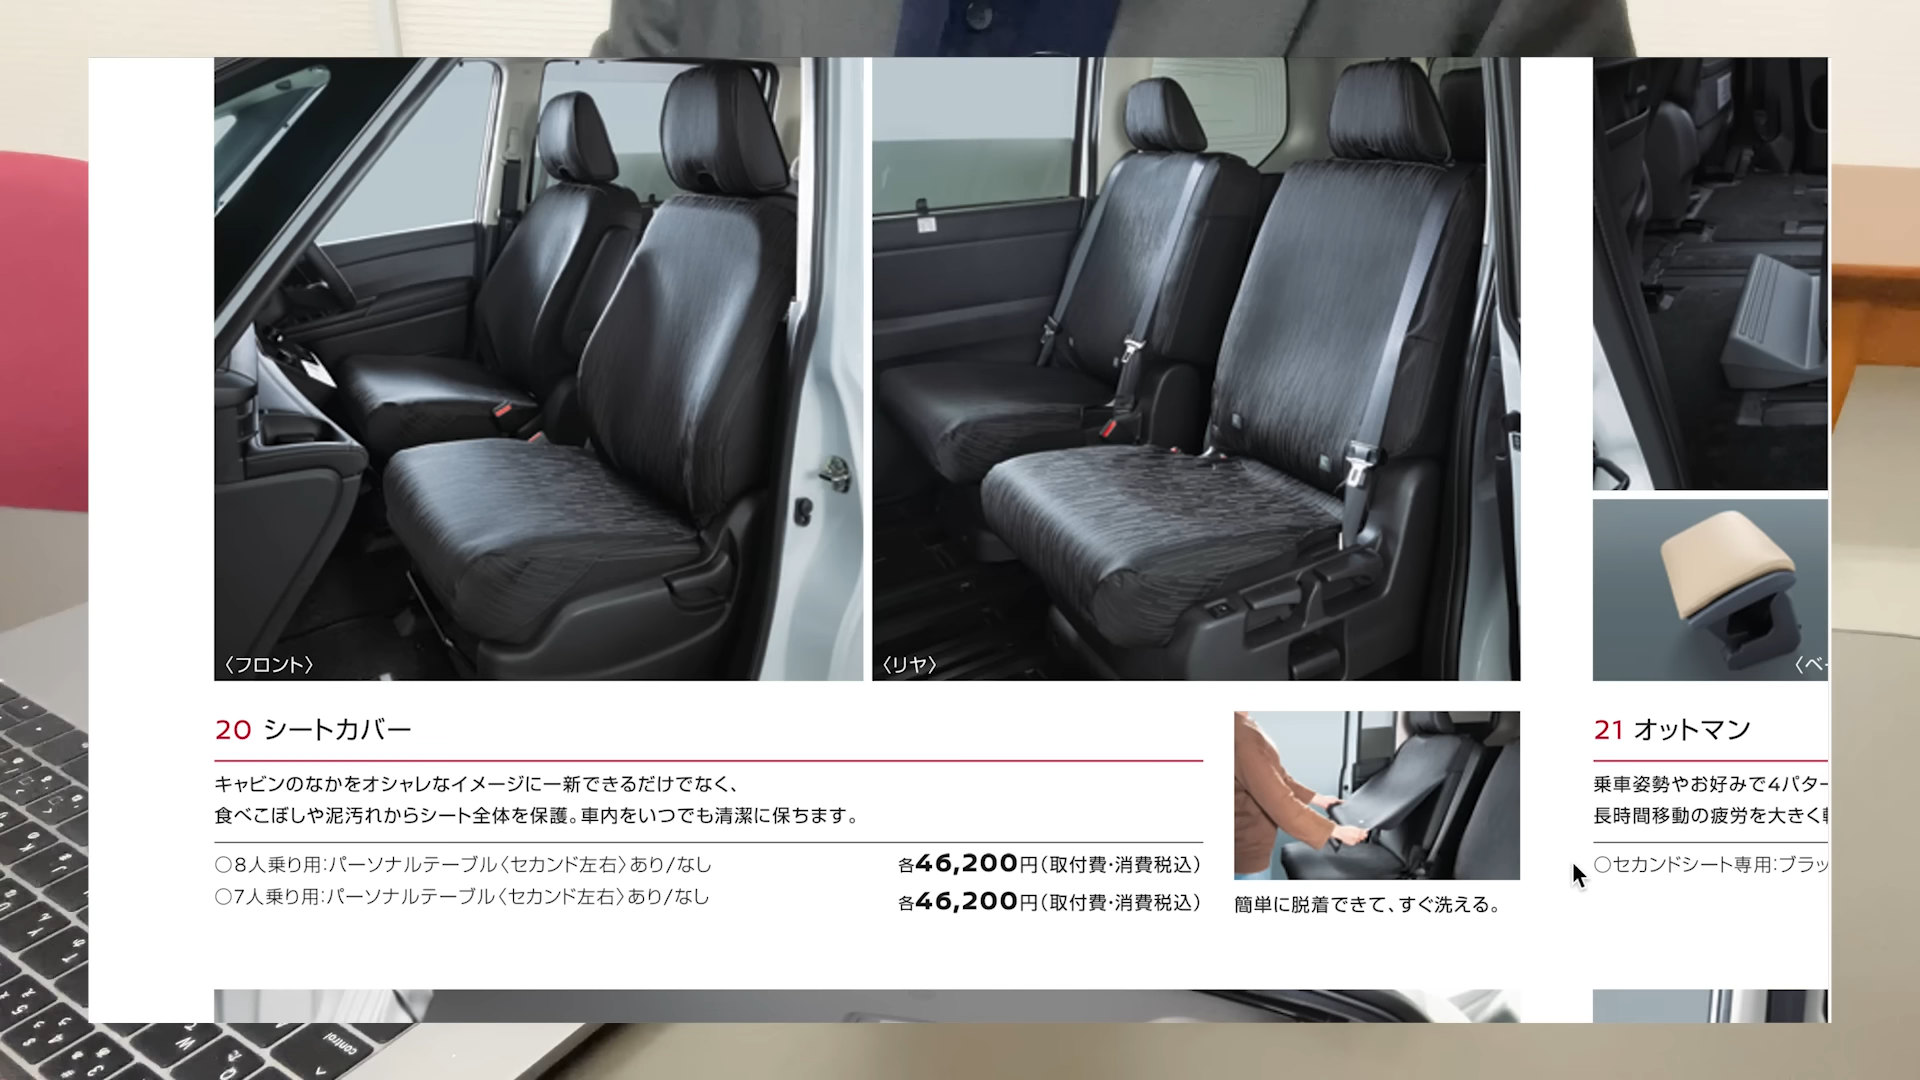 〈フロント〉
〈リヤ〉
20 シートカバー
キャビンのなかをオシャレなイメージに一新できるだけでなく、
食べこぼしや泥汚れからシート全体を保護。車内をいつでも清潔に保ちます。
○8人乗り用:パーソナルテーブル〈セカンド左右〉あり/なし 各46,200円(取付費・消費税込)
○7人乗り用:パーソナルテーブル〈セカンド左右〉あり/なし 各46,200円(取付費・消費税込)
簡単に脱着できて、すぐ洗える。
〈ベ
21 オットマン
乗車姿勢やお好みで4パター
長時間移動の疲労を大きく
○セカンドシート専用:ブラッ
control
W